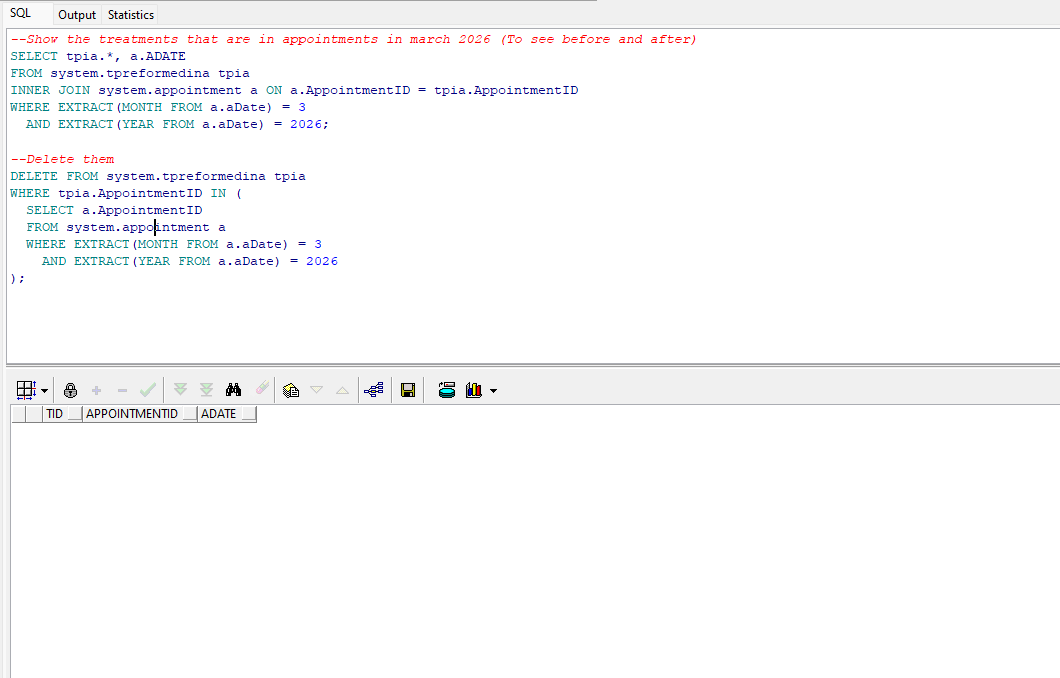 SQL Output Statistics
--Show the treatments that are in appointments in march 2026 (To see before and after)
SELECT tpia.*, a.ADATE
FROM system.tpreformedina tpia
INNER JOIN system.appointment a ON a.AppointmentID = tpia.AppointmentID
WHERE EXTRACT(MONTH FROM a.aDate) = 3
  AND EXTRACT(YEAR FROM a.aDate) = 2026;
--Delete them
DELETE FROM system.tpreformedina tpia
WHERE tpia.AppointmentID IN (
  SELECT a.AppointmentID
  FROM system.appointment a
  WHERE EXTRACT(MONTH FROM a.aDate) = 3
    AND EXTRACT(YEAR FROM a.aDate) = 2026
);
TID APPOINTMENTID ADATE